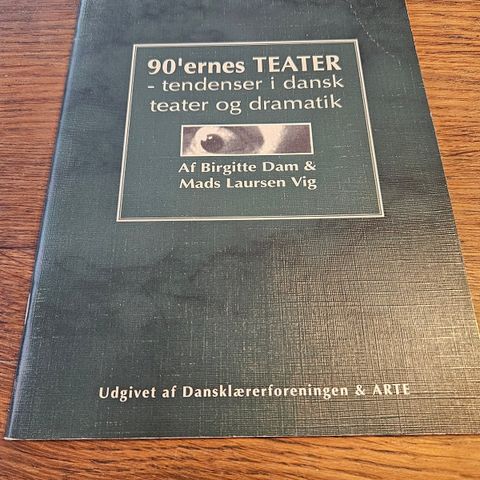 90'ernes TEATER
- tendenser i dansk
teater og dramatik
Af Birgitte Dam &
Mads Laursen Vig
Udgivet af Dansklærerforeningen & ARTE